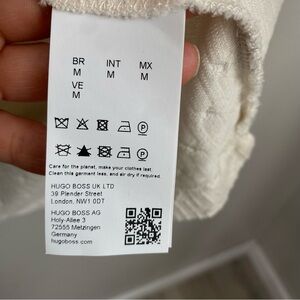 BR INT MX
M M M
VE
M
Care for the planet, make your clothes last
Clean this garment less, and air dry if required.
HUGO BOSS UK LTD
39 Plender Street
London, NW1 0DT
HUGO BOSS AG
Holy-Allee 3
72555 Metzingen
Germany
hugoboss.com